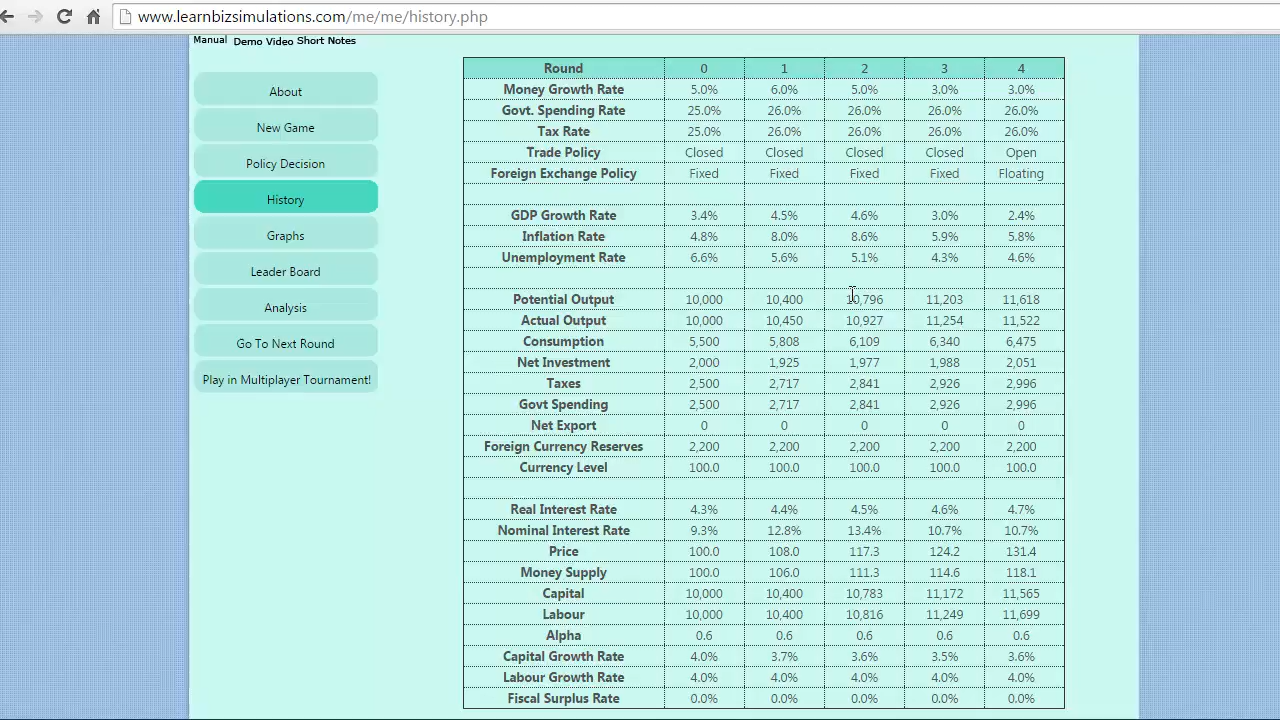 www.learnbizsimulations.com/me/me/history.php
Manual Demo Video Short Notes
About
New Game
Policy Decision
History
Graphs
Leader Board
Analysis
Go To Next Round
Play in Multiplayer Tournament!
Round 0 1 2 3 4
Money Growth Rate 5.0% 6.0% 5.0% 3.0% 3.0%
Govt. Spending Rate 25.0% 26.0% 26.0% 26.0% 26.0%
Tax Rate 25.0% 26.0% 26.0% 26.0% 26.0%
Trade Policy Closed Closed Closed Closed Open
Foreign Exchange Policy Fixed Fixed Fixed Fixed Floating
GDP Growth Rate 3.4% 4.5% 4.6% 3.0% 2.4%
Inflation Rate 4.8% 8.0% 8.6% 5.9% 5.8%
Unemployment Rate 6.6% 5.6% 5.1% 4.3% 4.6%
Potential Output 10,000 10,400 10,796 11,203 11,618
Actual Output 10,000 10,450 10,927 11,254 11,522
Consumption 5,500 5,808 6,109 6,340 6,475
Net Investment 2,000 1,925 1,977 1,988 2,051
Taxes 2,500 2,717 2,841 2,926 2,996
Govt Spending 2,500 2,717 2,841 2,926 2,996
Net Export 0 0 0 0 0
Foreign Currency Reserves 2,200 2,200 2,200 2,200 2,200
Currency Level 100.0 100.0 100.0 100.0 100.0
Real Interest Rate 4.3% 4.4% 4.5% 4.6% 4.7%
Nominal Interest Rate 9.3% 12.8% 13.4% 10.7% 10.7%
Price 100.0 108.0 117.3 124.2 131.4
Money Supply 100.0 106.0 111.3 114.6 118.1
Capital 10,000 10,400 10,783 11,172 11,565
Labour 10,000 10,400 10,816 11,249 11,699
Alpha 0.6 0.6 0.6 0.6 0.6
Capital Growth Rate 4.0% 3.7% 3.6% 3.5% 3.6%
Labour Growth Rate 4.0% 4.0% 4.0% 4.0% 4.0%
Fiscal Surplus Rate 0.0% 0.0% 0.0% 0.0% 0.0%